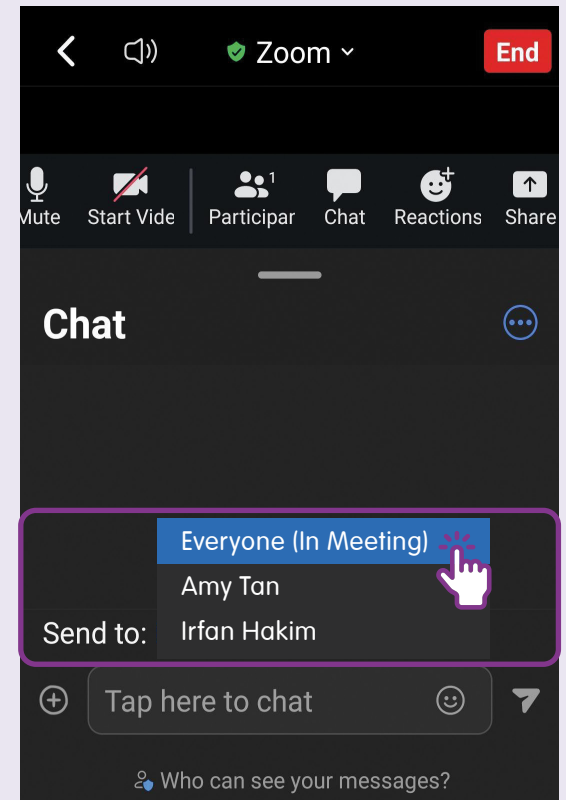 Zoom
End
Mute
Start Vide
Participar
1
Chat
Reactions
Share
Chat
Everyone (In Meeting)
Amy Tan
Send to:
Irfan Hakim
Tap here to chat
Who can see your messages?